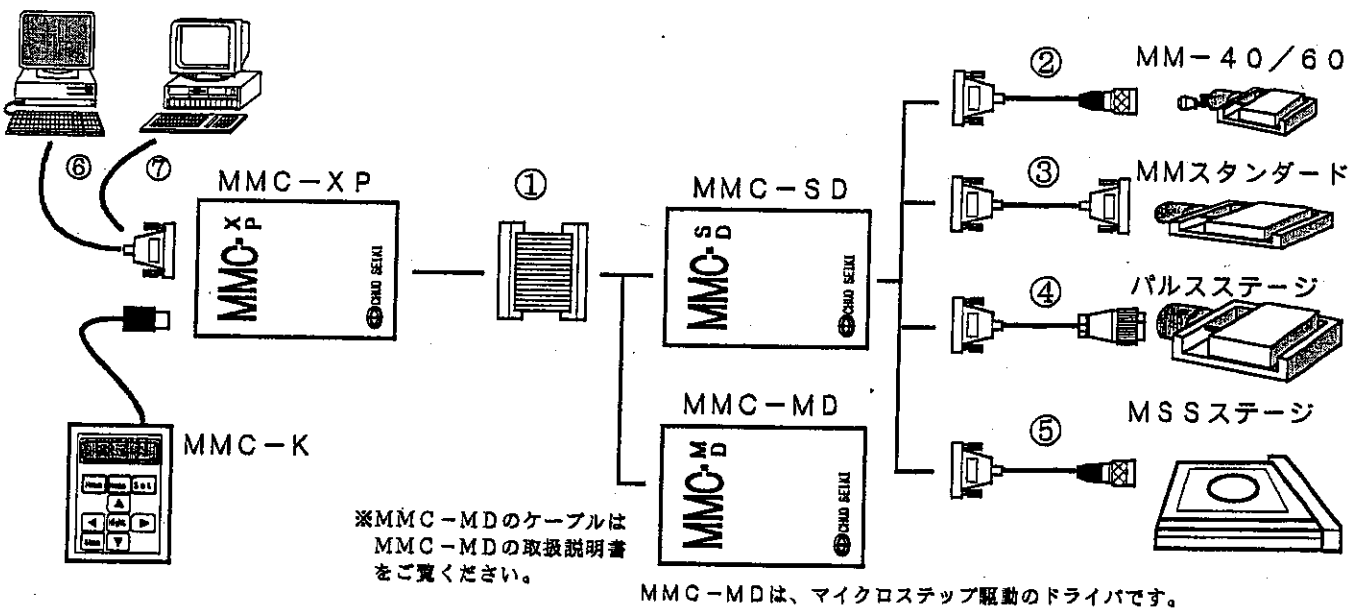 ② MM－40／60
⑥ ⑦
MMC－XP ① MMC－SD ③ MMスタンダード
MMC-XP
CHUO SEIKI
MMC-SD
CHUO SEIKI
④ パルスステージ
MMC－K
MMC－MD
MSSステージ
⑤
Set
MMC-MD
CHUO SEIKI
※MMC－MDのケーブルは
MMC－MDの取扱説明書
をご覧ください。
MMC－MDは、マイクロステップ駆動のドライバです。